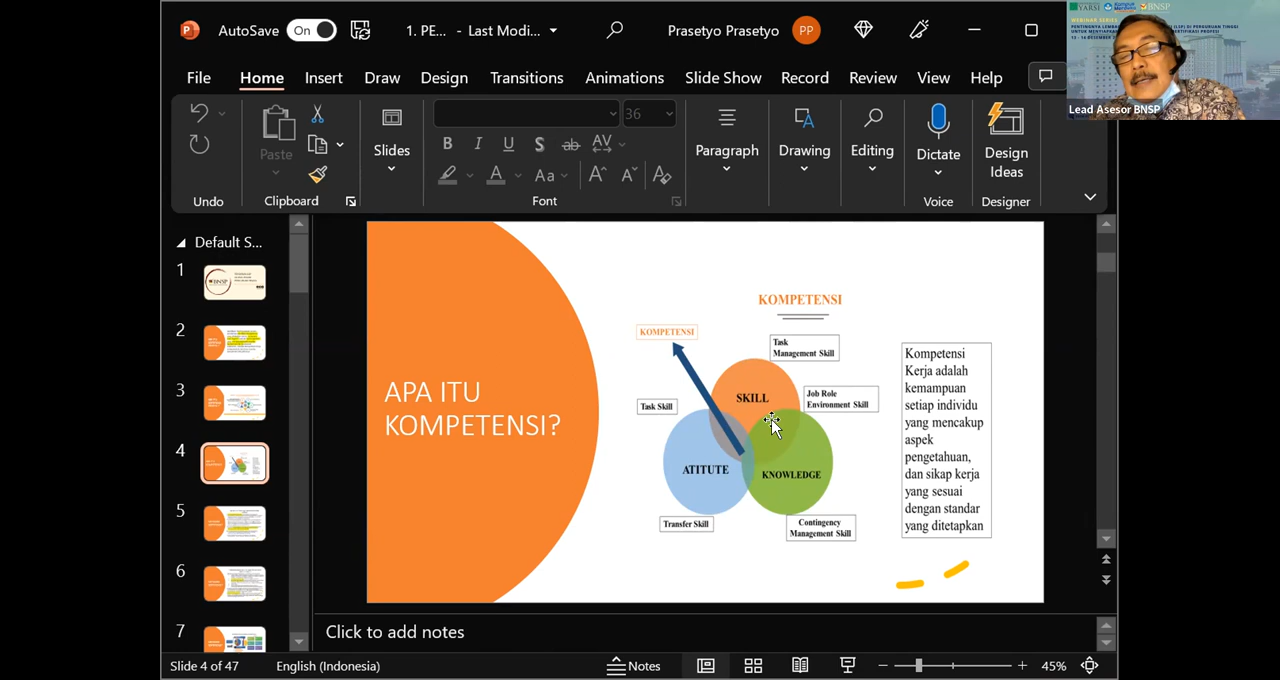 AutoSave On 1. PE... - Last Modi... Prasetyo Prasetyo PP
File Home Insert Draw Design Transitions Animations Slide Show Record Review View Help
Paste
Slides
36
B I U S ab AV
Aa A A
Paragraph
Drawing
Editing
Dictate
Design
Ideas
Undo Clipboard Font Voice Designer
YARSI
BNSP
WEBINAR SERIES
Lead Asesor BNSP
Default S...
1
2
3
4
5
6
7
APA ITU
KOMPETENSI?
KOMPETENSI
KOMPETENSI
Task
Management Skill
SKILL
Job Role
Environment Skill
Task Skill
ATITUTE
KNOWLEDGE
Transfer Skill
Contingency
Management Skill
Kompetensi
Kerja adalah
kemampuan
setiap individu
yang mencakup
aspek
pengetahuan,
dan sikap kerja
yang sesuai
dengan standar
yang ditetapkan
Click to add notes
Slide 4 of 47 English (Indonesia) Notes 45%